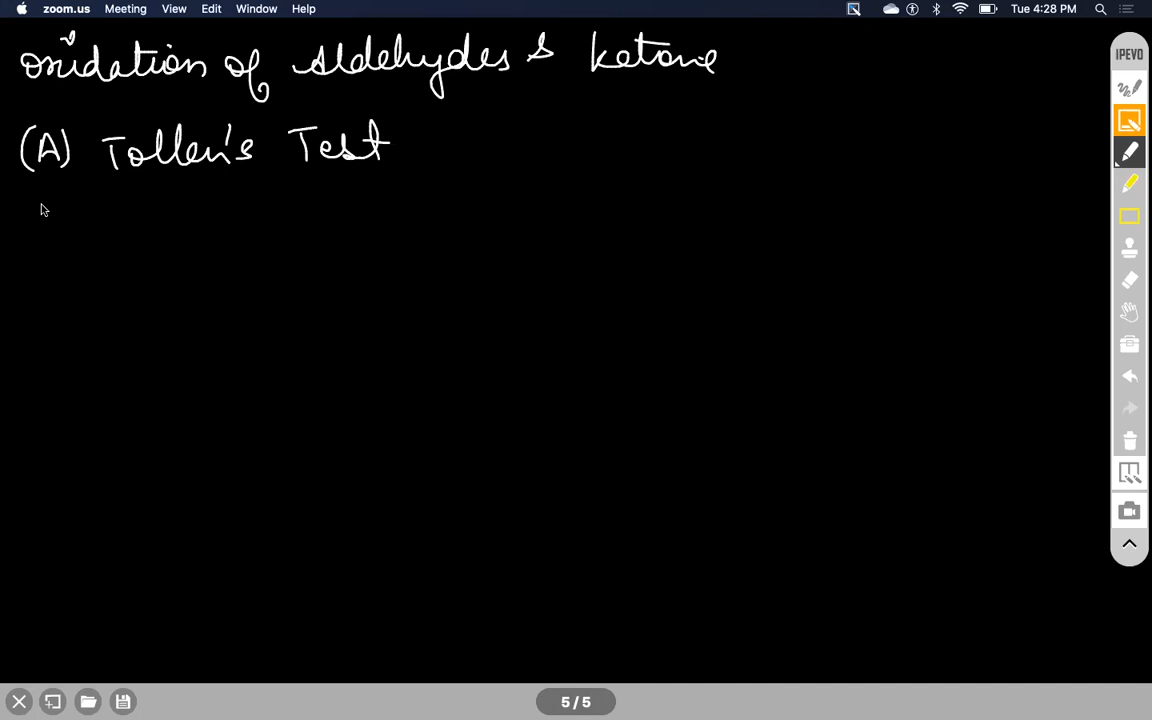 zoom.us Meeting View Edit Window Help Tue 4:28 PM
IPEVO
oxidation of Aldehydes & ketone
(A) Tollen's Test
5 / 5